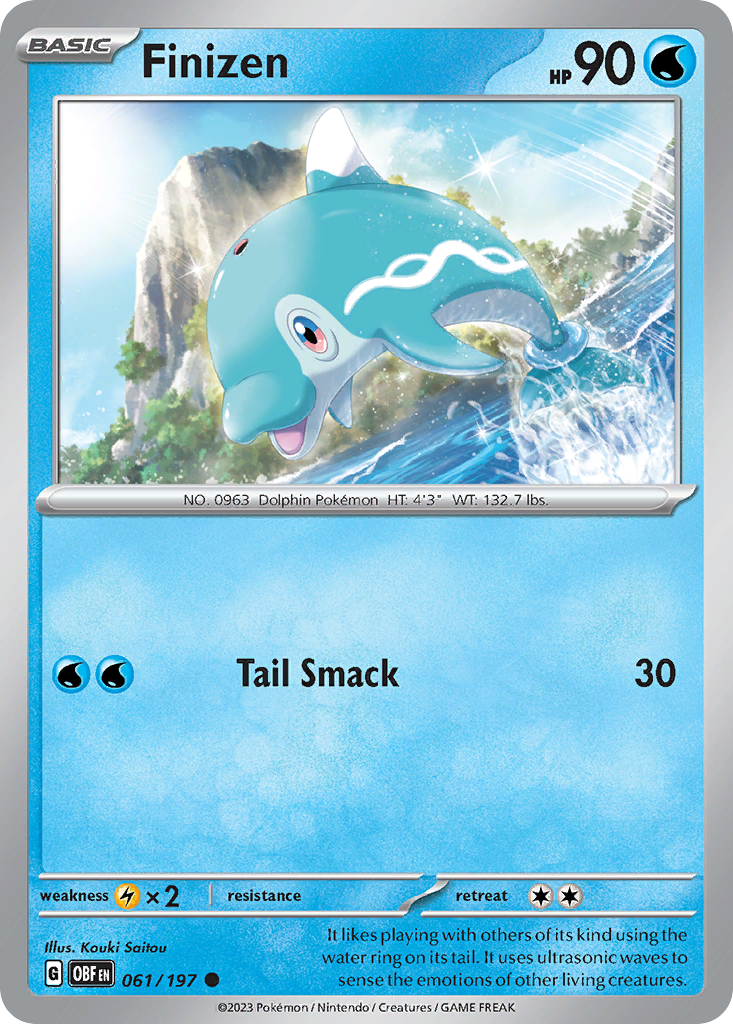 BASIC Finizen HP 90
NO. 0963 Dolphin Pokémon HT: 4'3" WT: 132.7 lbs.
Tail Smack 30
weakness ×2 resistance retreat
Illus. Kouki Saitou
It likes playing with others of its kind using the
water ring on its tail. It uses ultrasonic waves to
sense the emotions of other living creatures.
G OBF EN 061/197
©2023 Pokémon / Nintendo / Creatures / GAME FREAK